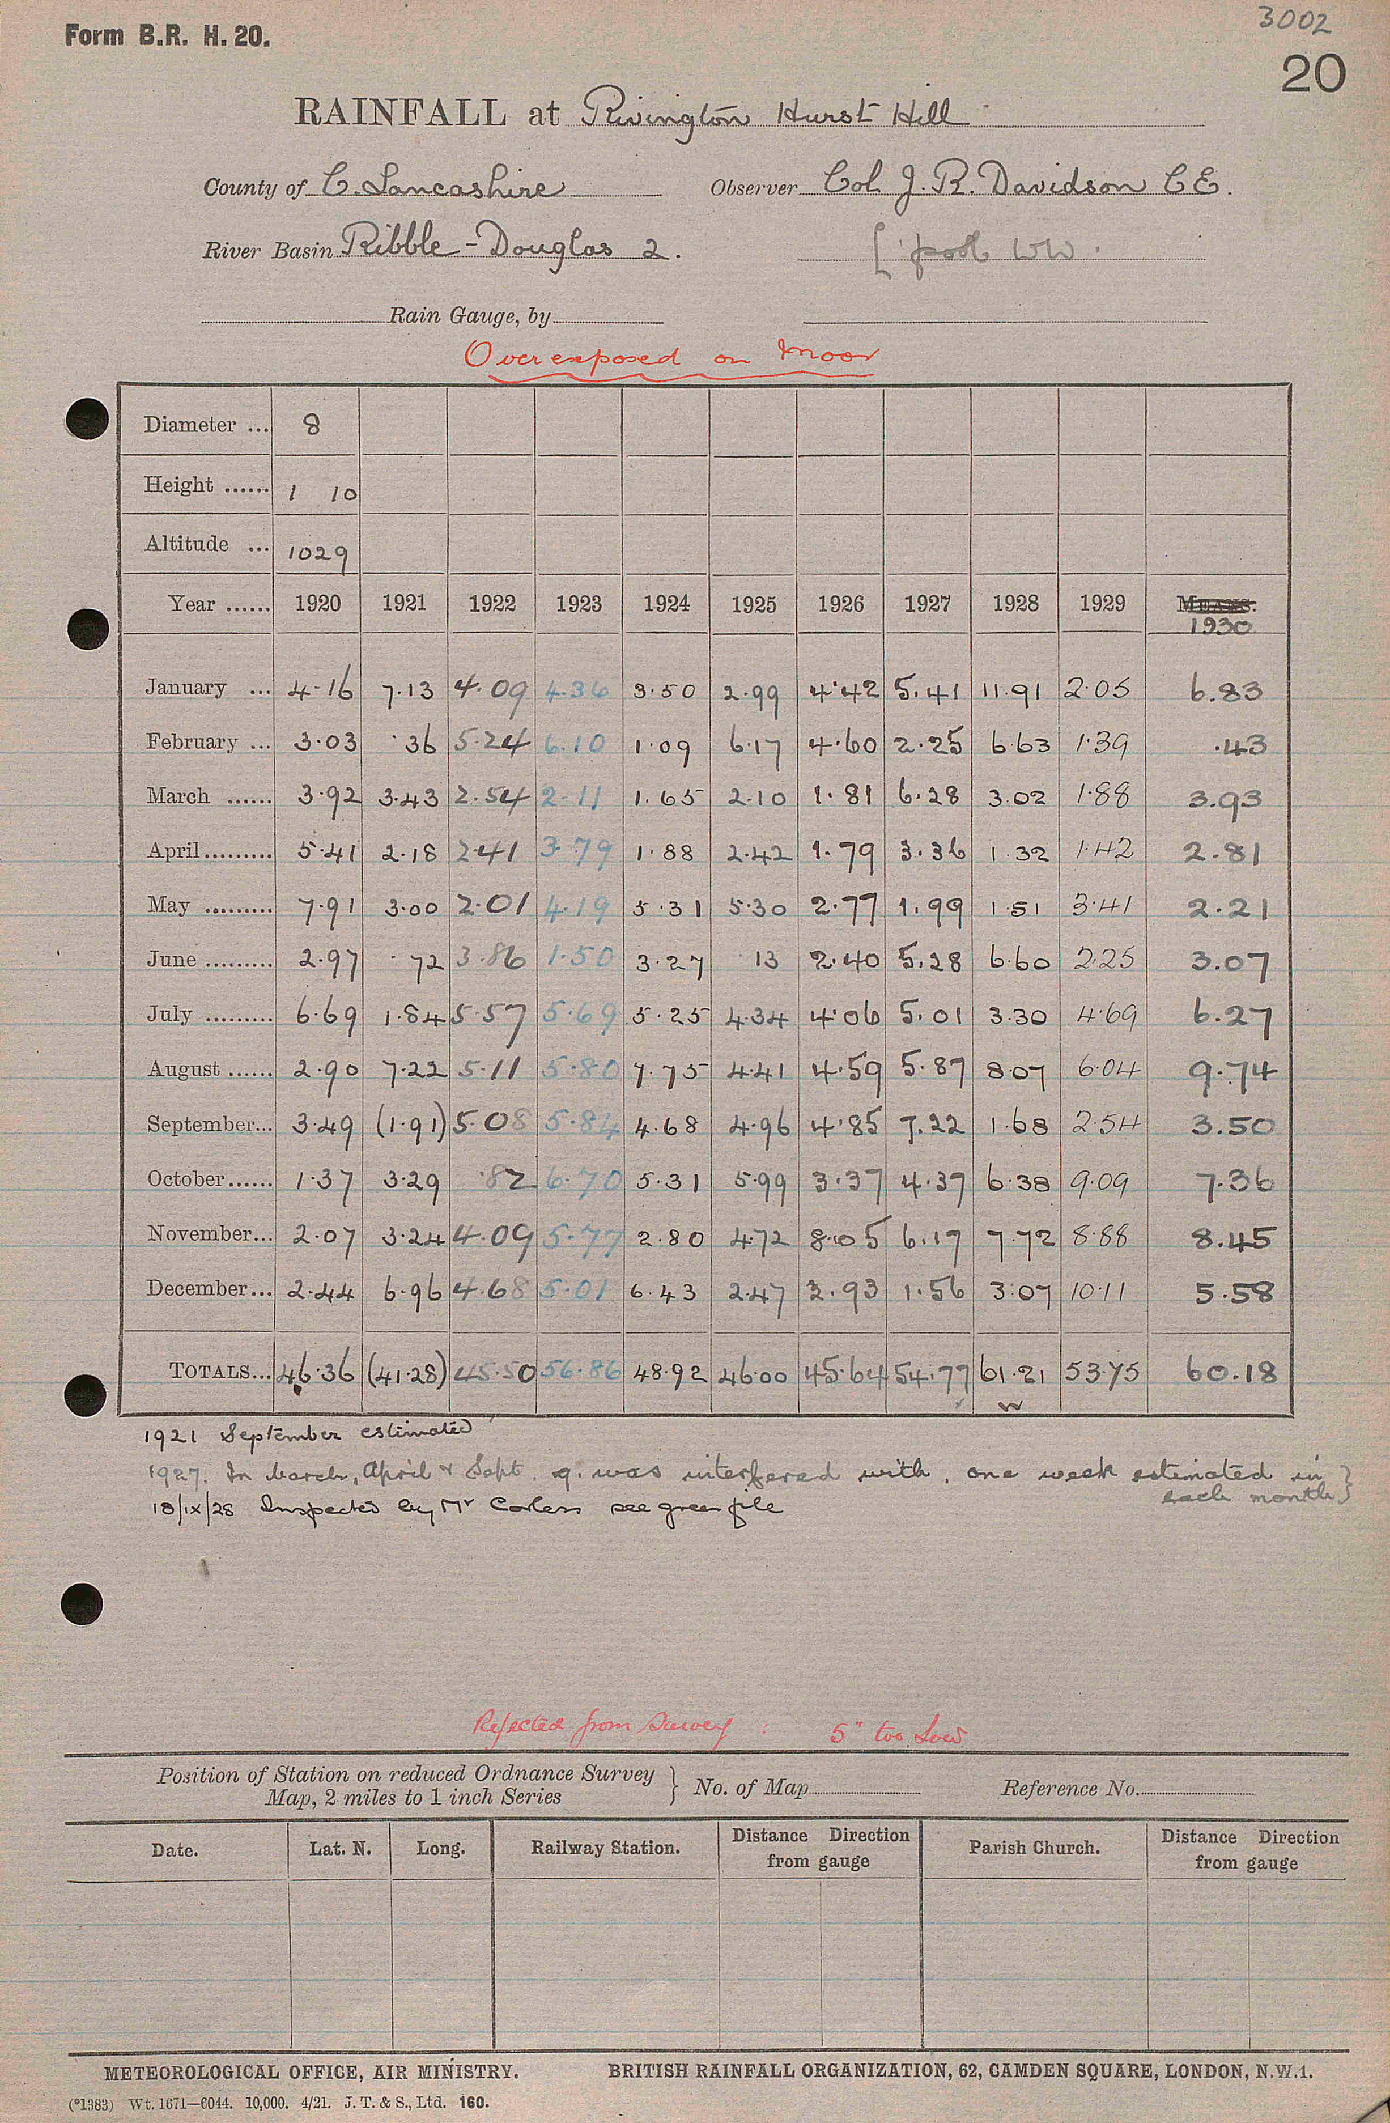 3002
Form B.R. H. 20.
20
RAINFALL at Rivington Hurst Hill
County of C. Lancashire Observer Col. J. R. Davidson C E.
River Basin Ribble - Douglas 2. L'pool WW.
Rain Gauge, by
Over exposed on moor
Diameter ... 8
Height ...... 1 10
Altitude ... 1029
Year ...... 1920 1921 1922 1923 1924 1925 1926 1927 1928 1929 MEANS.
1930
January ... 4.16 7.13 4.09 4.36 3.50 2.99 4.42 5.41 11.91 2.05 6.83
February ... 3.03 .36 5.24 6.10 1.09 6.17 4.60 2.25 6.63 1.39 .43
March ...... 3.92 3.43 2.54 2.11 1.65 2.10 1.81 6.28 3.02 1.88 3.93
April ......... 5.41 2.18 2.41 3.79 1.88 2.42 1.79 3.36 1.32 1.42 2.81
May ......... 7.91 3.00 2.01 4.19 5.31 5.30 2.77 1.99 1.51 3.41 2.21
June ......... 2.97 .72 3.86 1.50 3.27 .13 2.40 5.28 6.60 2.25 3.07
July ......... 6.69 1.84 5.57 5.69 5.25 4.34 4.06 5.01 3.30 4.69 6.27
August ...... 2.90 7.22 5.11 5.80 7.75 4.41 4.59 5.87 8.07 6.04 9.74
September... 3.49 (1.91) 5.08 5.84 4.68 4.96 4.85 7.22 1.68 2.54 3.50
October ...... 1.37 3.29 .82 6.70 5.31 5.99 3.37 4.37 6.38 9.09 7.36
November... 2.07 3.24 4.09 5.77 2.80 4.72 8.05 6.17 7.72 8.88 8.45
December... 2.44 6.96 4.68 5.01 6.43 2.47 2.93 1.56 3.07 10.11 5.58
TOTALS... 46.36 (41.28) 45.50 56.86 48.92 46.00 45.64 54.77 61.21 53.75 60.18
1921 September estimated
1927. In March, April & Sept. g. was interfered with, one week estimated in
each month }
18/ix/28 Inspected by Mr Corless see green file
Rejected from Survey : 5" too low
Position of Station on reduced Ordnance Survey
Map, 2 miles to 1 inch Series } No. of Map Reference No.
Date. Lat. N. Long. Railway Station. Distance Direction from gauge Parish Church. Distance Direction from gauge
METEOROLOGICAL OFFICE, AIR MINISTRY. BRITISH RAINFALL ORGANIZATION, 62, CAMDEN SQUARE, LONDON, N.W.1.
(*1383) Wt. 1671—6044. 10,000. 4/21. J. T. & S., Ltd. 160.